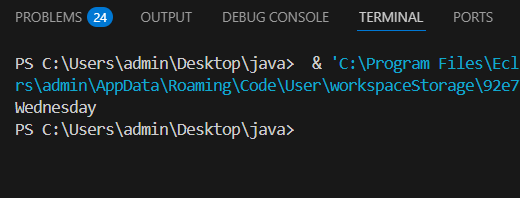 PROBLEMS 24 OUTPUT DEBUG CONSOLE TERMINAL PORTS
PS C:\Users\admin\Desktop\java>  & 'C:\Program Files\Ecl
rs\admin\AppData\Roaming\Code\User\workspaceStorage\92e7
Wednesday
PS C:\Users\admin\Desktop\java>